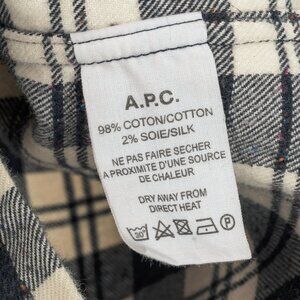 A.P.C.
98% COTON/COTTON
2% SOIE/SILK
NE PAS FAIRE SECHER
A PROXIMITE D'UNE SOURCE
DE CHALEUR
DRY AWAY FROM
DIRECT HEAT
30 P